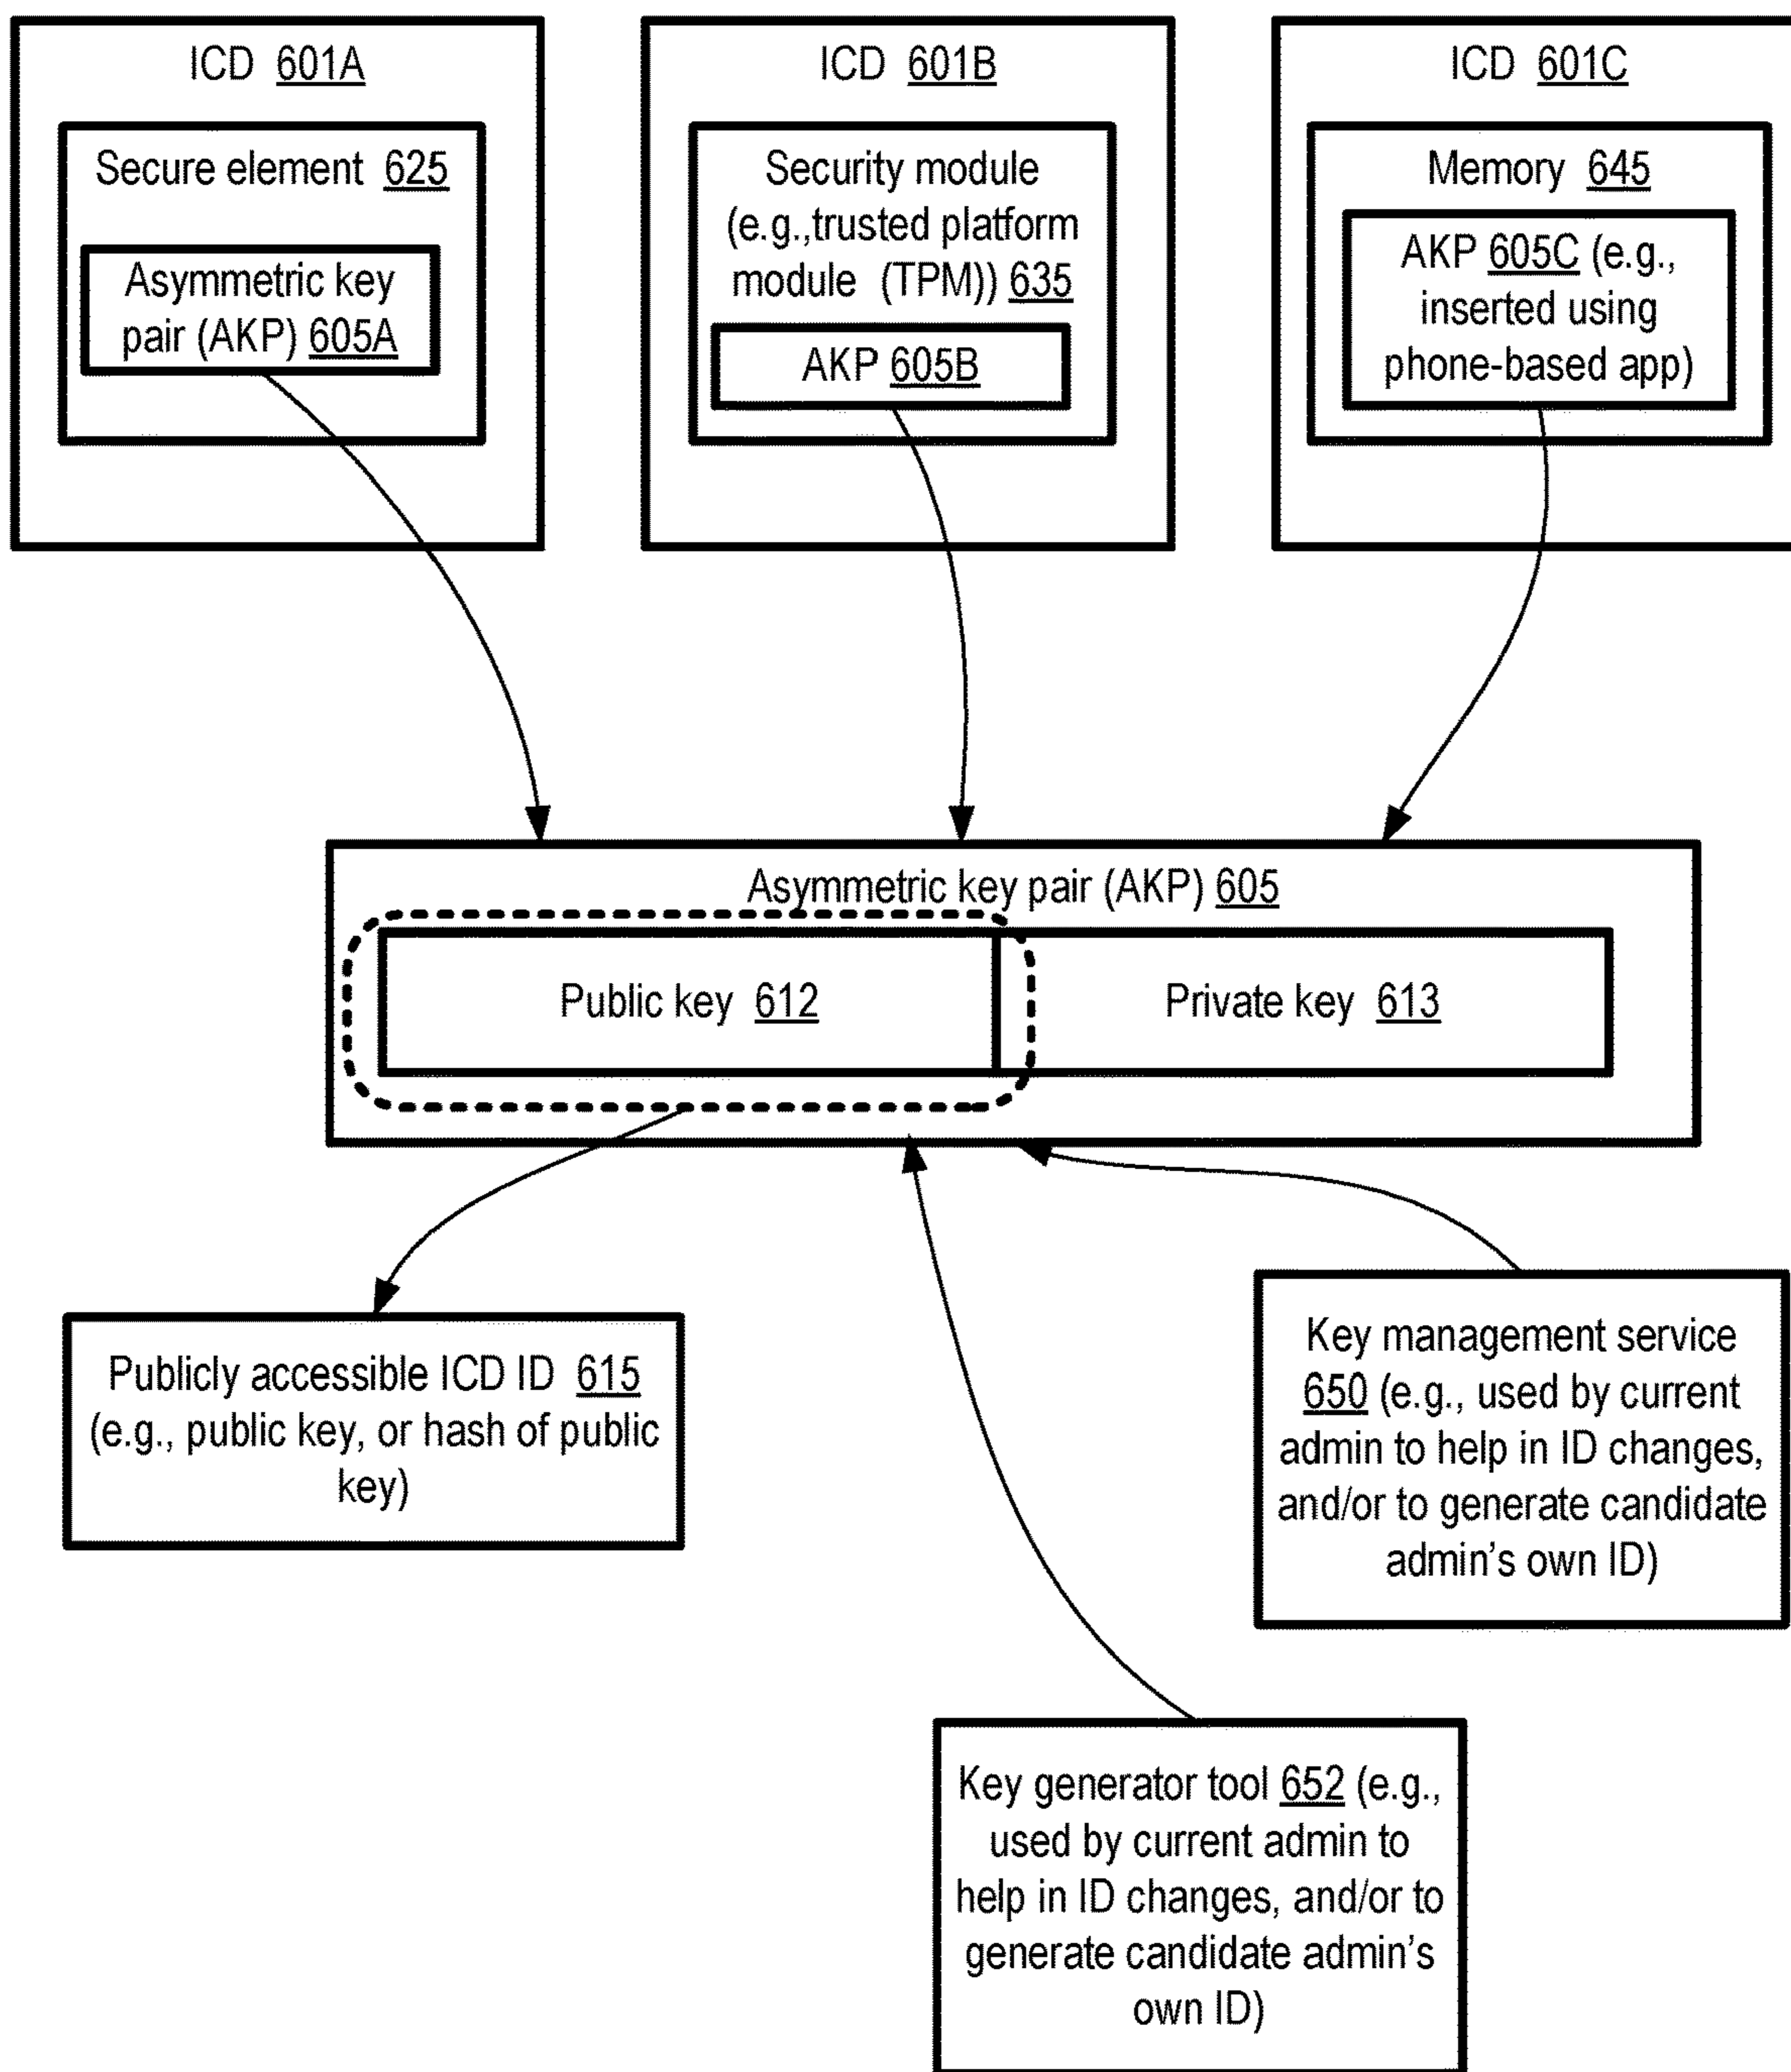 ICD 601A
Secure element 625
Asymmetric key
pair (AKP) 605A
ICD 601B
Security module
(e.g.,trusted platform
module (TPM)) 635
AKP 605B
ICD 601C
Memory 645
AKP 605C (e.g.,
inserted using
phone-based app)
Asymmetric key pair (AKP) 605
Public key 612
Private key 613
Publicly accessible ICD ID 615
(e.g., public key, or hash of public
key)
Key management service
650 (e.g., used by current
admin to help in ID changes,
and/or to generate candidate
admin’s own ID)
Key generator tool 652 (e.g.,
used by current admin to
help in ID changes, and/or to
generate candidate admin’s
own ID)